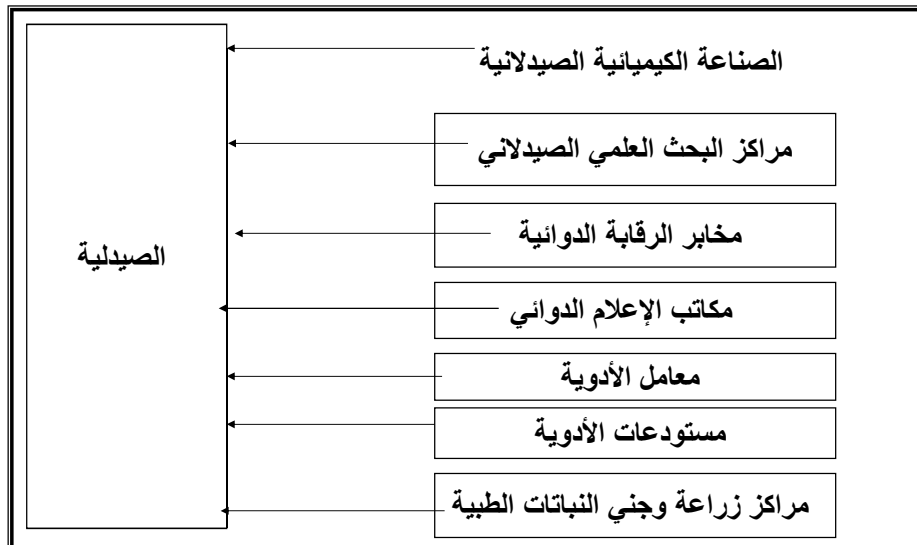 الصناعة الكيميائية الصيدلانية
مراكز البحث العلمي الصيدلاني
مخابر الرقابة الدوائية
الصيدلية
مكاتب الإعلام الدوائي
معامل الأدوية
مستودعات الأدوية
مراكز زراعة وجني النباتات الطبية